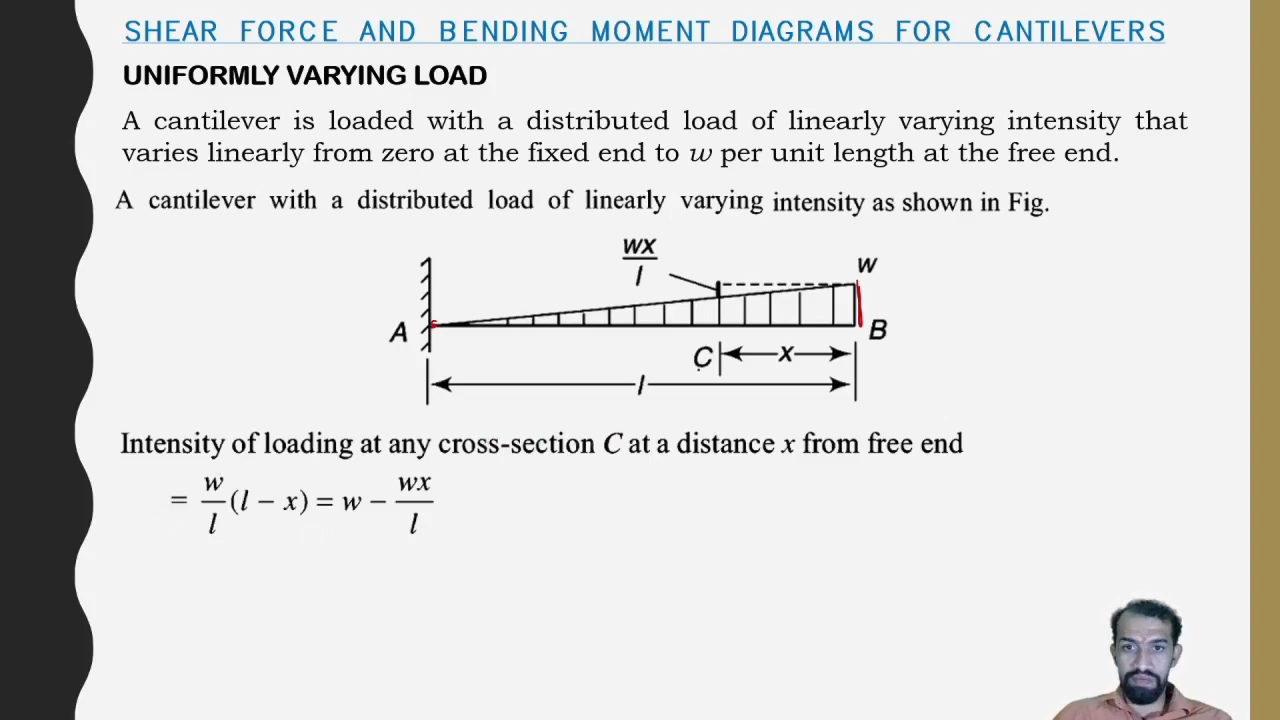 SHEAR FORCE AND BENDING MOMENT DIAGRAMS FOR CANTILEVERS
UNIFORMLY VARYING LOAD
A cantilever is loaded with a distributed load of linearly varying intensity that
varies linearly from zero at the fixed end to w per unit length at the free end.
A cantilever with a distributed load of linearly varying intensity as shown in Fig.
wx
l
w
A
B
C
x
l
Intensity of loading at any cross-section C at a distance x from free end
= w/l (l − x) = w − wx/l